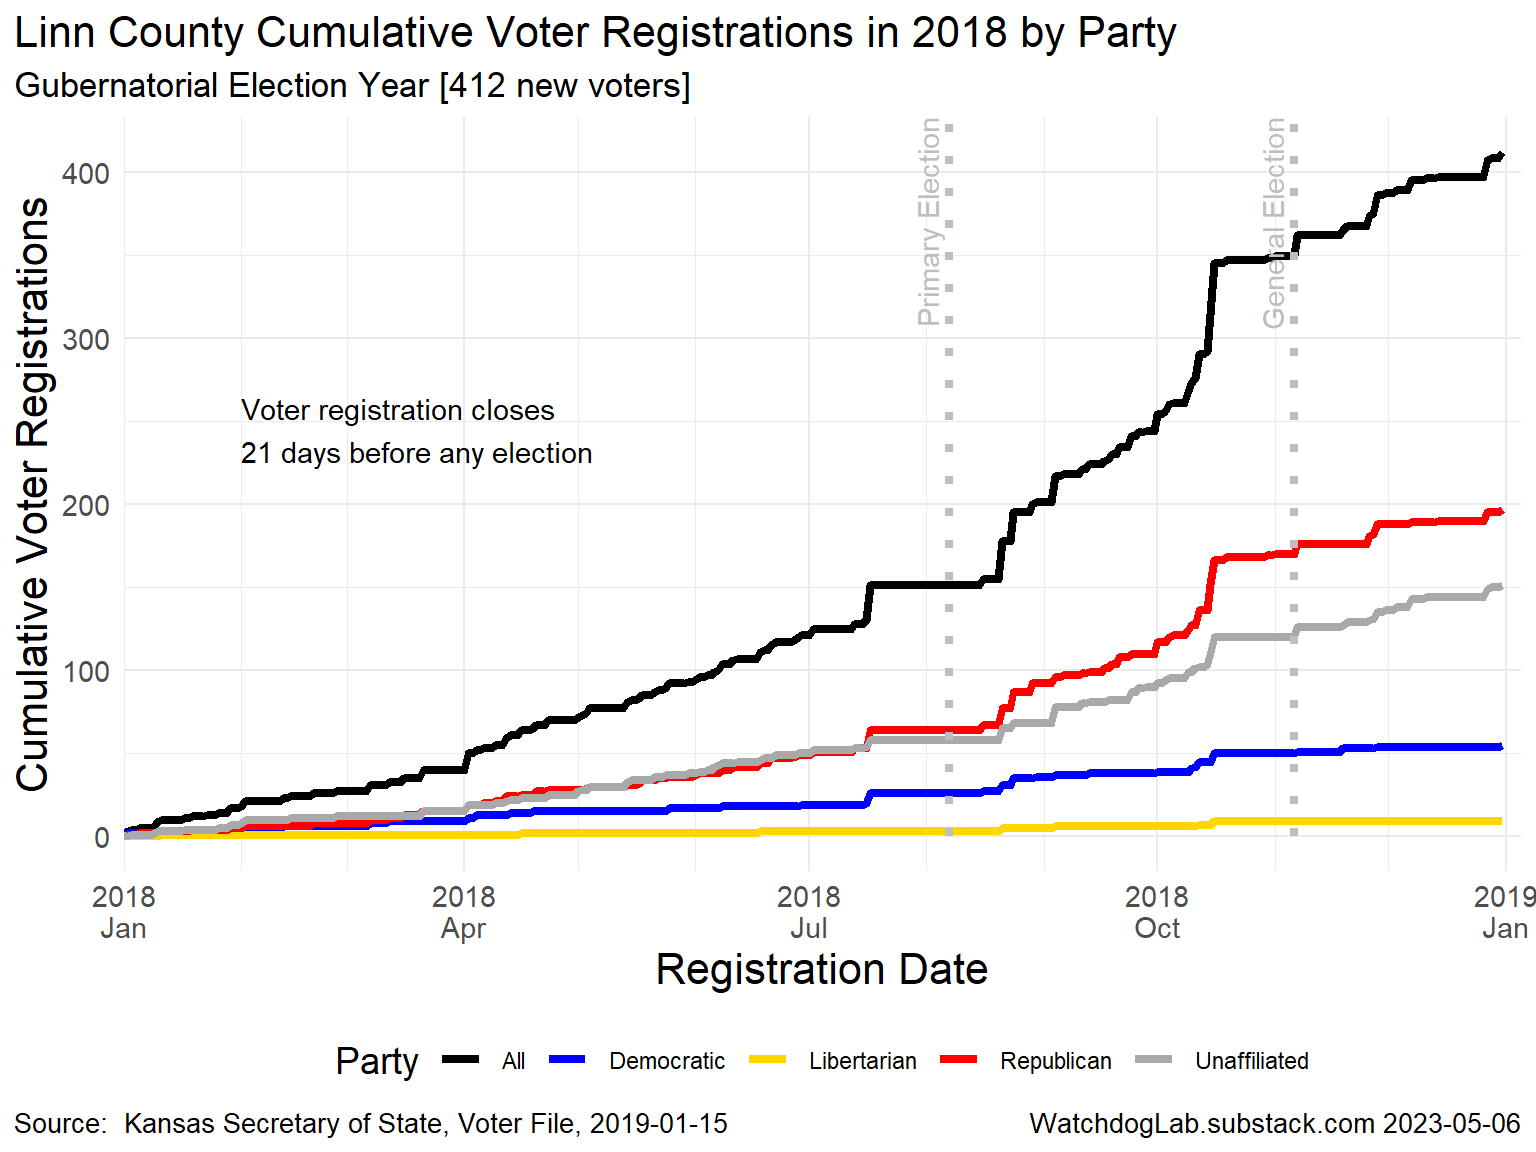 Linn County Cumulative Voter Registrations in 2018 by Party
Gubernatorial Election Year [412 new voters]
Cumulative Voter Registrations
400
300
200
100
0
Primary Election
General Election
Voter registration closes
21 days before any election
2018 2018 2018 2018 2019
Jan Apr Jul Oct Jan
Registration Date
Party All Democratic Libertarian Republican Unaffiliated
Source:  Kansas Secretary of State, Voter File, 2019-01-15
WatchdogLab.substack.com 2023-05-06